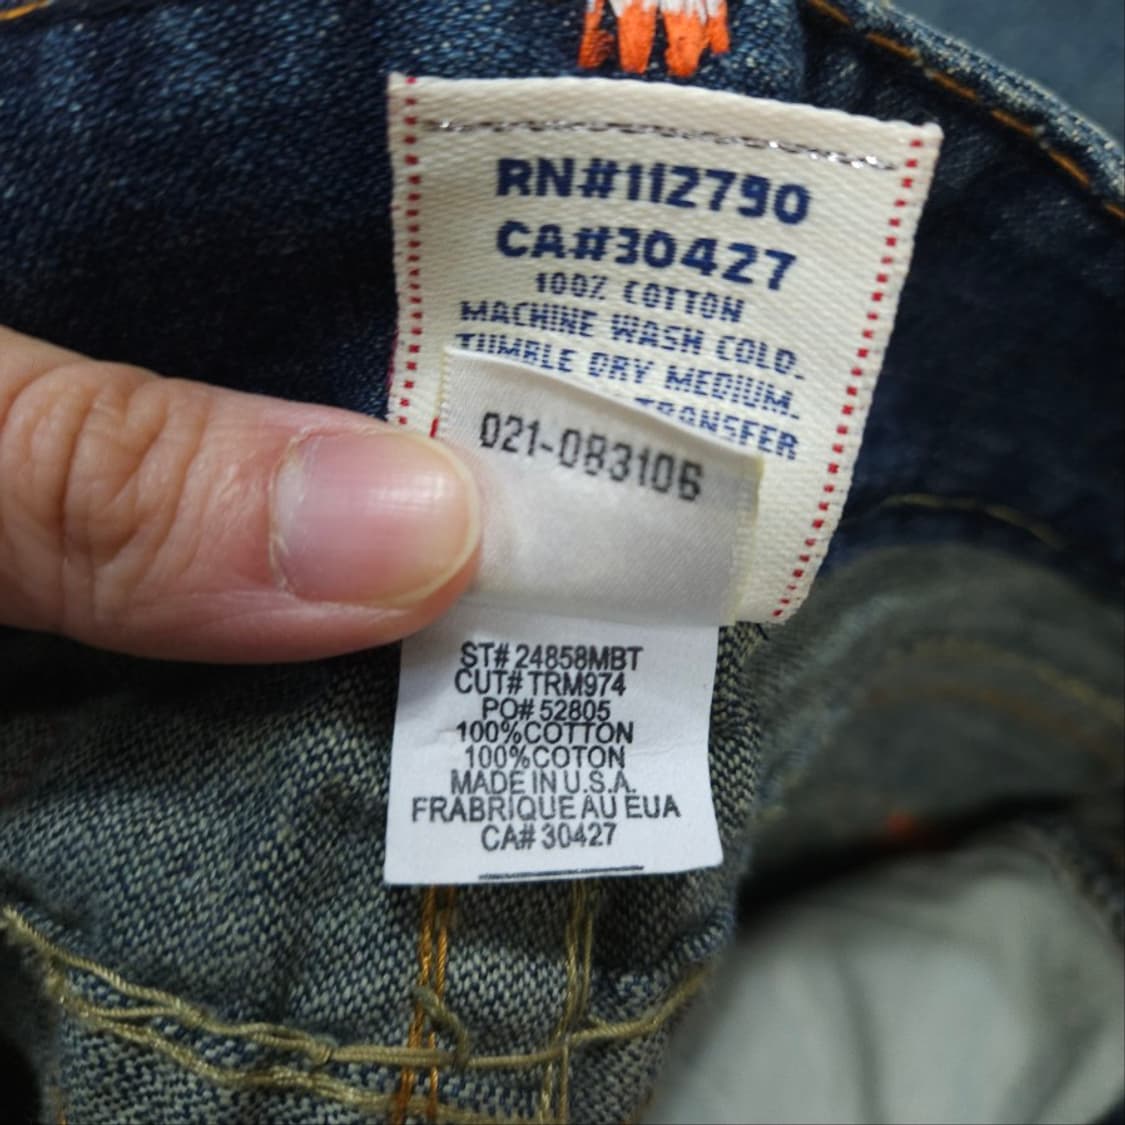 RN#112790
CA#30427
100% COTTON
MACHINE WASH COLD.
TUMBLE DRY MEDIUM.
TRANSFER
021-083106
ST# 24858MBT
CUT# TRM974
PO# 52805
100%COTTON
100%COTON
MADE IN U.S.A.
FRABRIQUE AU EUA
CA# 30427